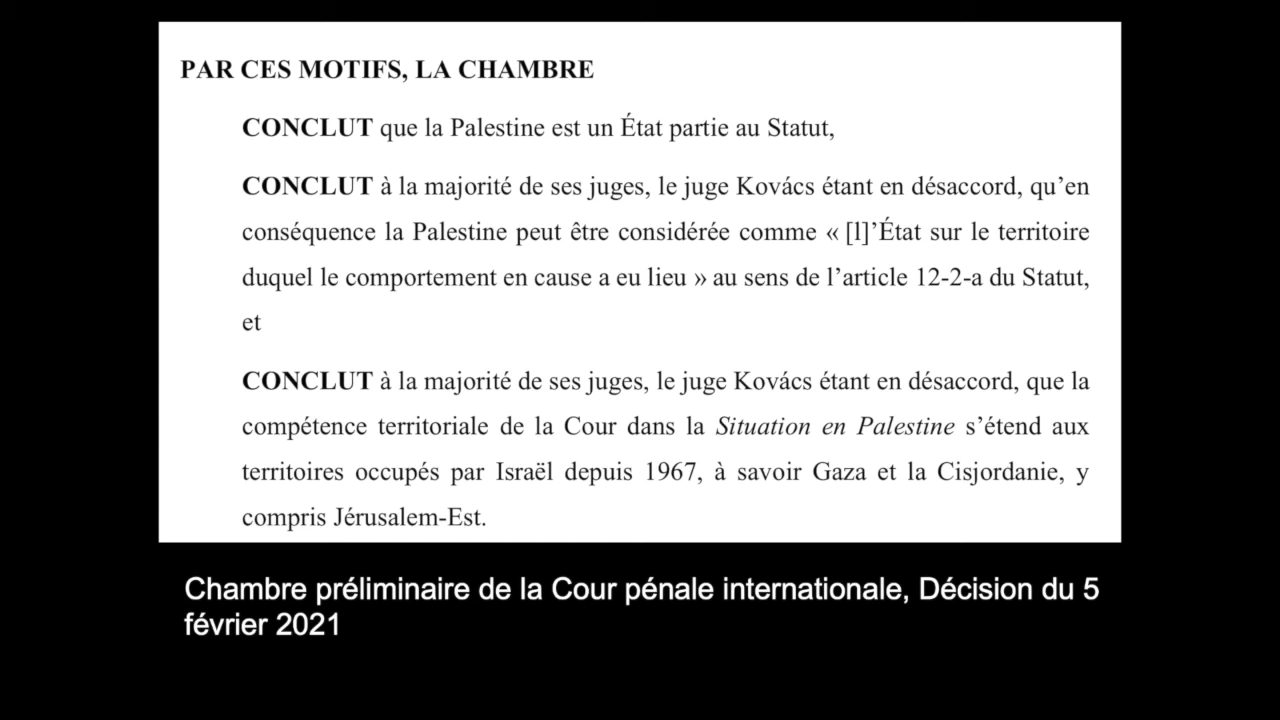 PAR CES MOTIFS, LA CHAMBRE
CONCLUT que la Palestine est un État partie au Statut,
CONCLUT à la majorité de ses juges, le juge Kovács étant en désaccord, qu’en
conséquence la Palestine peut être considérée comme « [l]’État sur le territoire
duquel le comportement en cause a eu lieu » au sens de l’article 12-2-a du Statut,
et
CONCLUT à la majorité de ses juges, le juge Kovács étant en désaccord, que la
compétence territoriale de la Cour dans la Situation en Palestine s’étend aux
territoires occupés par Israël depuis 1967, à savoir Gaza et la Cisjordanie, y
compris Jérusalem-Est.
Chambre préliminaire de la Cour pénale internationale, Décision du 5
février 2021